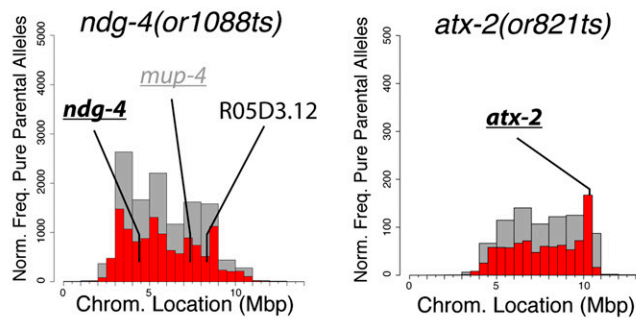 ndg-4(or1088ts)
Norm. Freq. Pure Parental Alleles
5000
4000
3000
2000
1000
0
mup-4
ndg-4
R05D3.12
0
5
10
Chrom. Location (Mbp)
atx-2(or821ts)
Norm. Freq. Pure Parental Alleles
500
400
300
200
100
0
atx-2
0
5
10
Chrom. Location (Mbp)